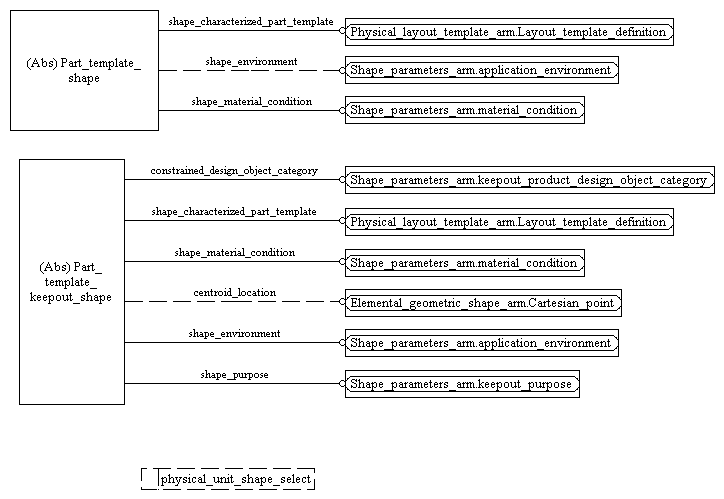 (Abs) Part_template_
shape
shape_characterized_part_template
Physical_layout_template_arm.Layout_template_definition
shape_environment
Shape_parameters_arm.application_environment
shape_material_condition
Shape_parameters_arm.material_condition
(Abs) Part_
template_
keepout_shape
constrained_design_object_category
Shape_parameters_arm.keepout_product_design_object_category
shape_characterized_part_template
Physical_layout_template_arm.Layout_template_definition
shape_material_condition
Shape_parameters_arm.material_condition
centroid_location
Elemental_geometric_shape_arm.Cartesian_point
shape_environment
Shape_parameters_arm.application_environment
shape_purpose
Shape_parameters_arm.keepout_purpose
physical_unit_shape_select